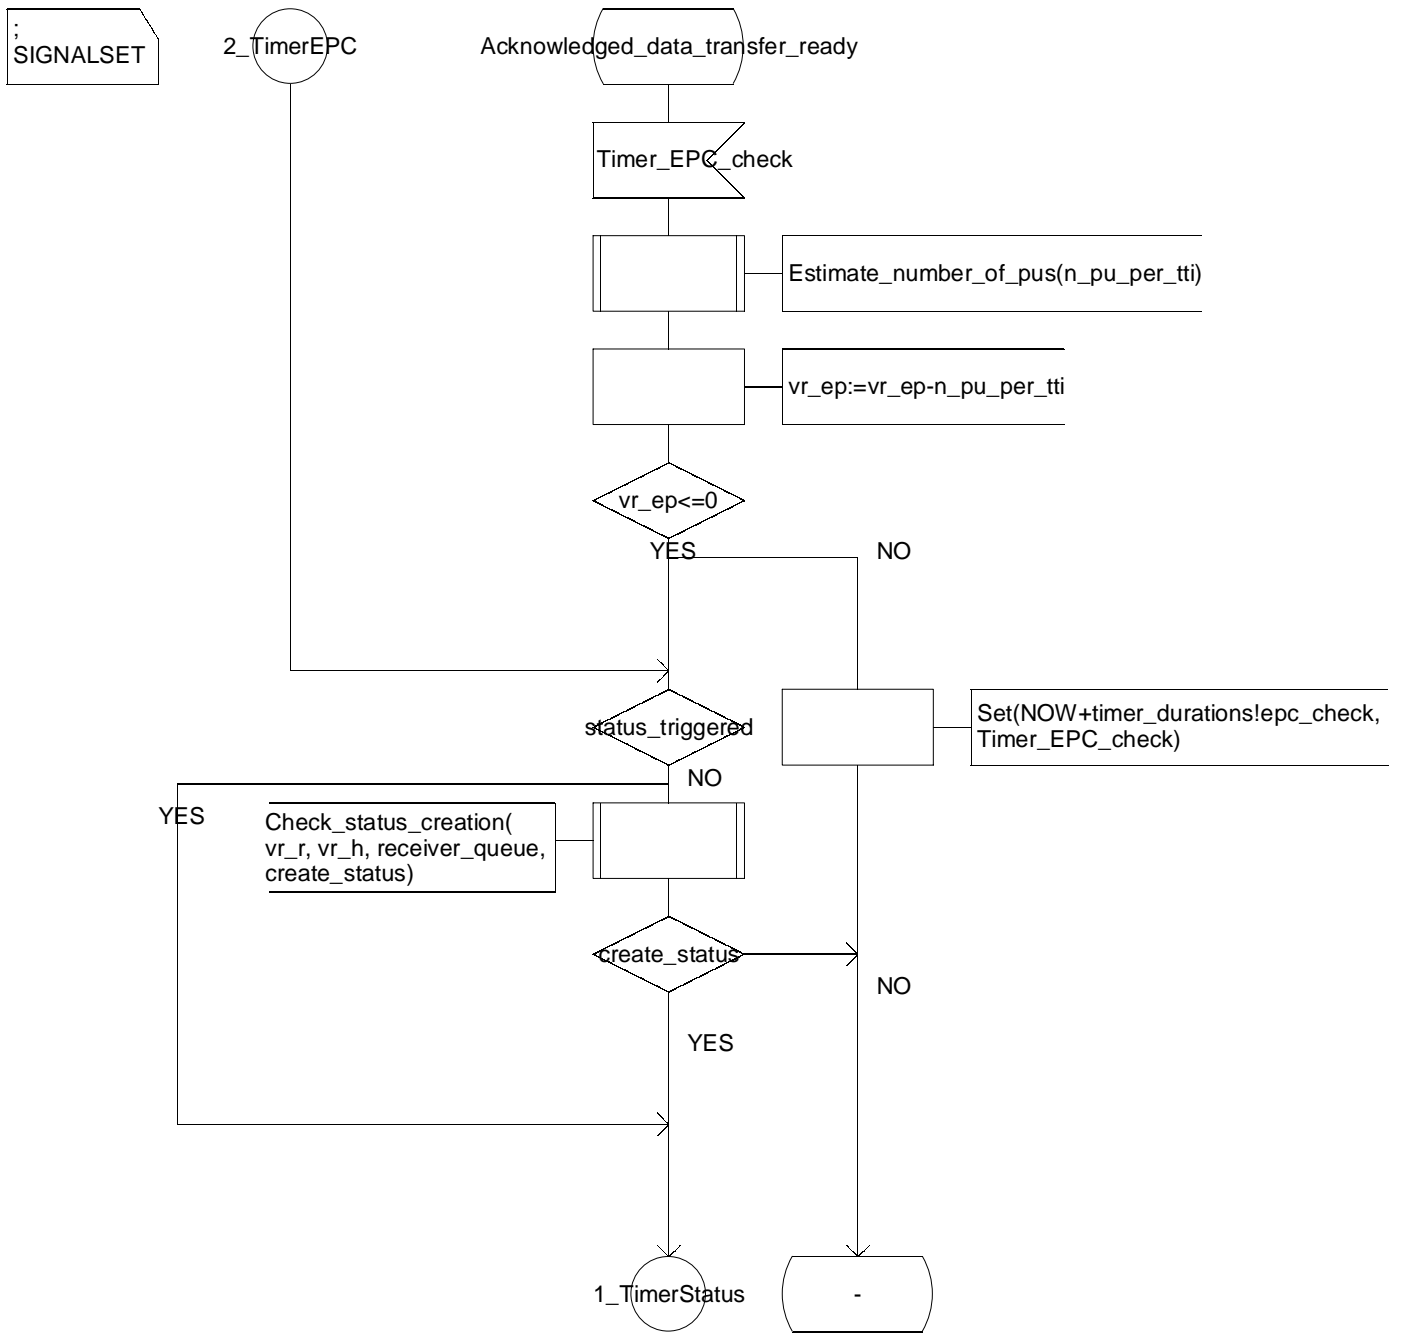 ;
SIGNALSET
2_TimerEPC
Acknowledged_data_transfer_ready
Timer_EPC_check
Estimate_number_of_pus(n_pu_per_tti)
vr_ep:=vr_ep-n_pu_per_tti
vr_ep<=0
YES
NO
status_triggered
Set(NOW+timer_durations!epc_check,
Timer_EPC_check)
NO
YES
Check_status_creation(
vr_r, vr_h, receiver_queue,
create_status)
create_status
NO
YES
1_TimerStatus
-